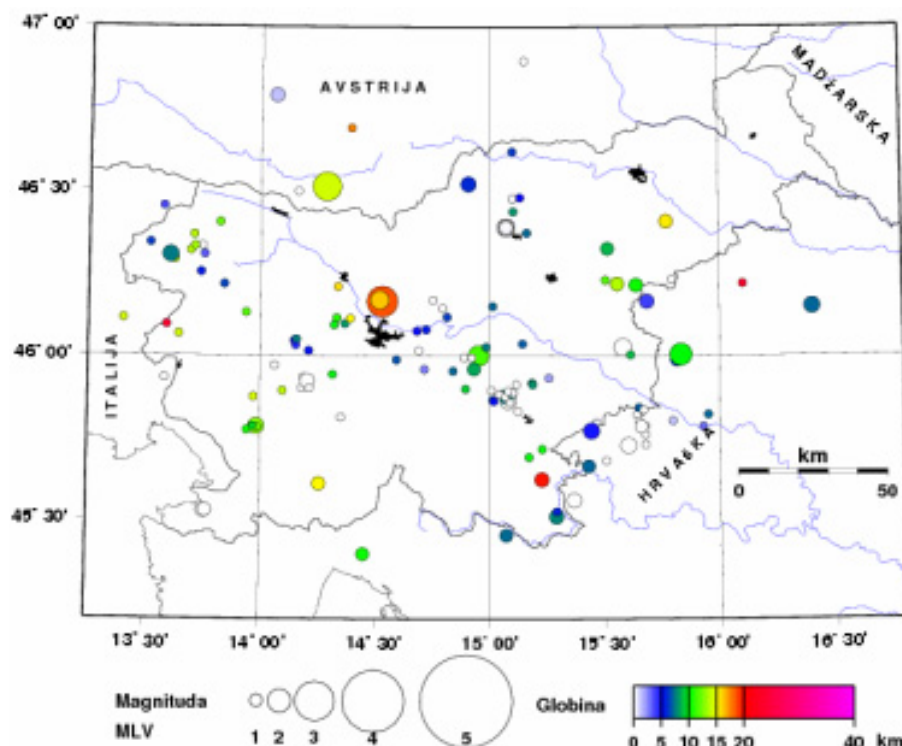 47 00'
AVSTRIJA
MADŽARSKA
46 30'
46 00'
ITALIJA
HRVAŠKA
km
0 50
45 30'
13 30' 14 00' 14 30' 15 00' 15 30' 16 00' 16 30'
Magnituda
MLV
1 2 3 4 5
Globina
0 5 10 15 20 40 km